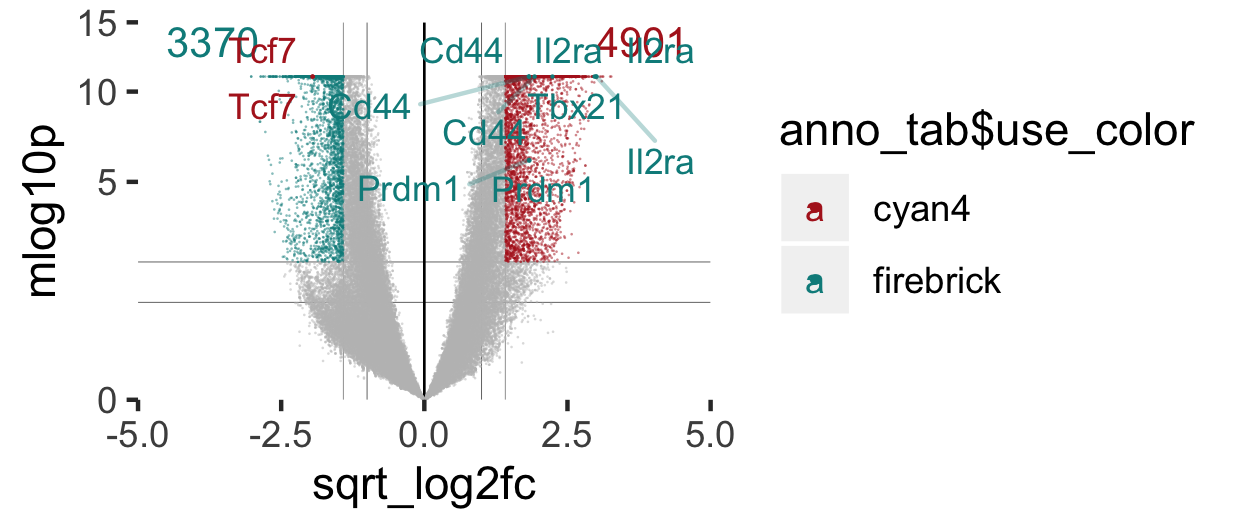 15
3370
Tcf7
Cd44
Il2ra
4901
Il2ra
10
Tcf7
Cd44
Tbx21
Cd44
Il2ra
5
Prdm1
Prdm1
0
-5.0
-2.5
0.0
2.5
5.0
sqrt_log2fc
mlog10p
anno_tab$use_color
a cyan4
a firebrick